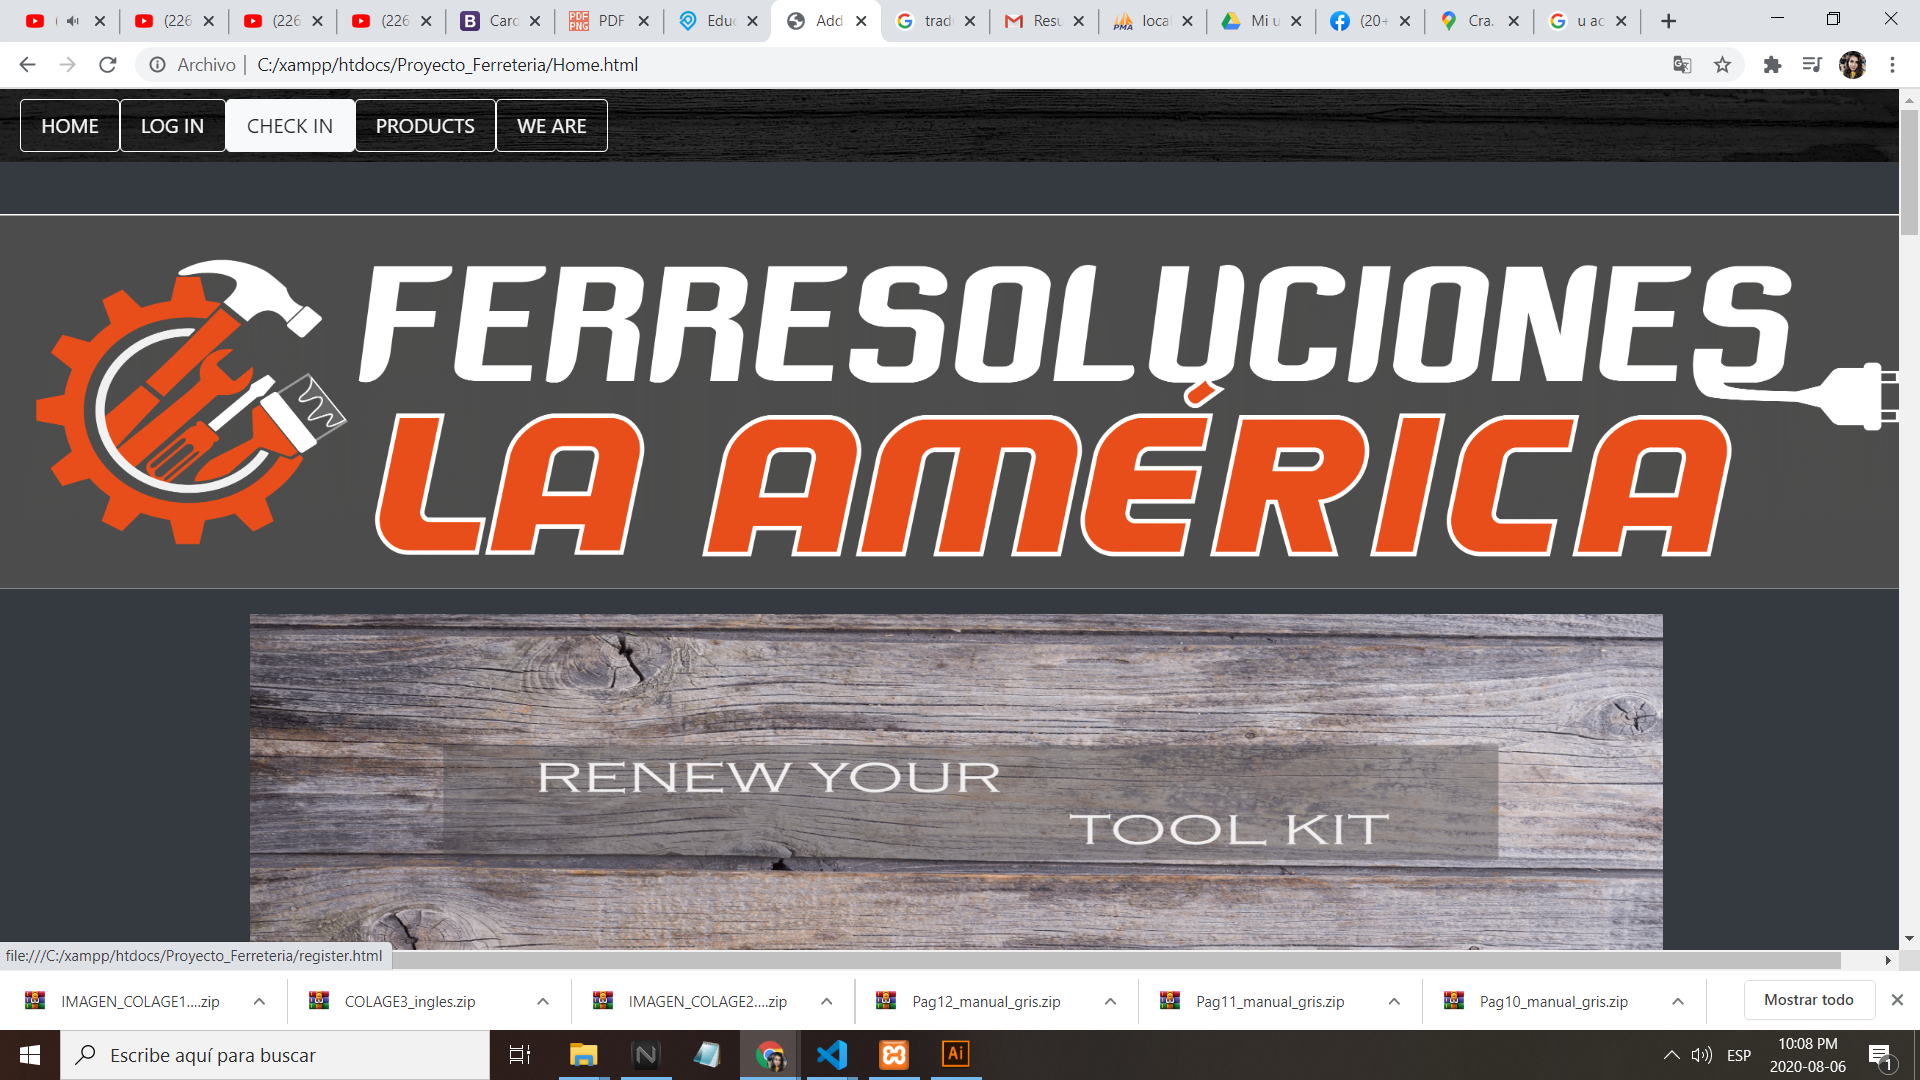 (226
(226
(226
Carc
PDF
Educ
Add
trad
Resu
local
Mi u
(20+
Cra.
u ac
Archivo | C:/xampp/htdocs/Proyecto_Ferreteria/Home.html
HOME LOG IN CHECK IN PRODUCTS WE ARE
FERRESOLUCIONES
LA AMÉRICA
RENEW YOUR
TOOL KIT
file:///C:/xampp/htdocs/Proyecto_Ferreteria/register.html
IMAGEN_COLAGE1....zip
COLAGE3_ingles.zip
IMAGEN_COLAGE2....zip
Pag12_manual_gris.zip
Pag11_manual_gris.zip
Pag10_manual_gris.zip
Mostrar todo
Escribe aquí para buscar
Ai
ESP
10:08 PM
2020-08-06
1